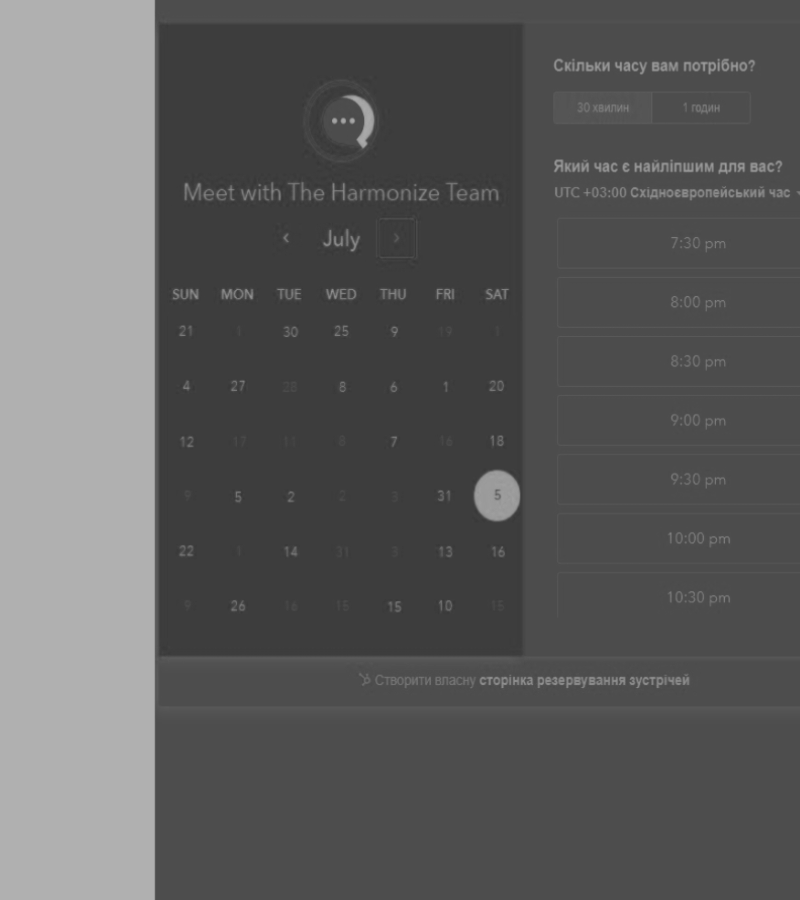 Meet with The Harmonize Team
‹ July ›
SUN MON TUE WED THU FRI SAT
21 1 30 25 9 19 1
4 27 28 8 6 1 20
12 17 11 8 7 16 18
9 5 2 2 3 31 5
22 1 14 31 3 13 16
9 26 16 15 15 10 15
Скільки часу вам потрібно?
30 хвилин 1 годин
Який час є найліпшим для вас?
UTC +03:00 Східноєвропейський час
7:30 pm
8:00 pm
8:30 pm
9:00 pm
9:30 pm
10:00 pm
10:30 pm
Створити власну сторінка резервування зустрічей